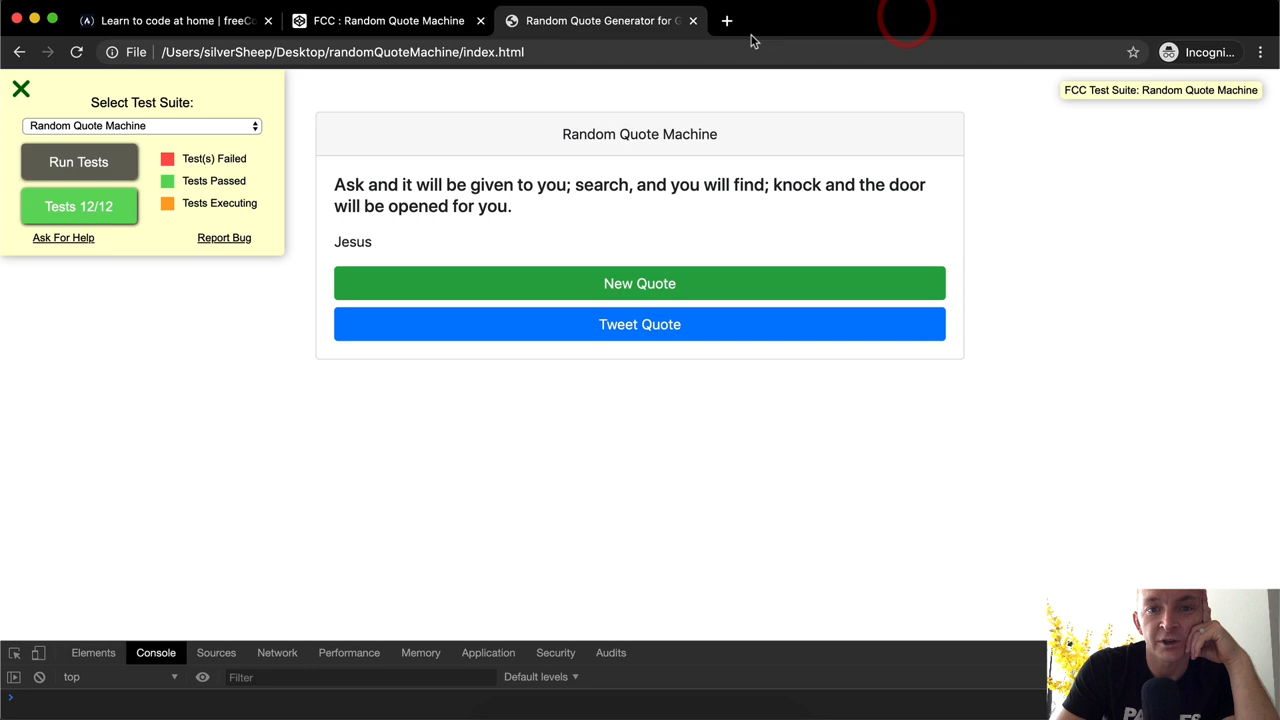 Learn to code at home | freeCo
FCC : Random Quote Machine
Random Quote Generator for G
File
/Users/silverSheep/Desktop/randomQuoteMachine/index.html
Incogni...
Select Test Suite:
Random Quote Machine
Run Tests
Tests 12/12
Test(s) Failed
Tests Passed
Tests Executing
Ask For Help
Report Bug
FCC Test Suite: Random Quote Machine
Random Quote Machine
Ask and it will be given to you; search, and you will find; knock and the door
will be opened for you.
Jesus
New Quote
Tweet Quote
Elements Console Sources Network Performance Memory Application Security Audits
top Filter Default levels